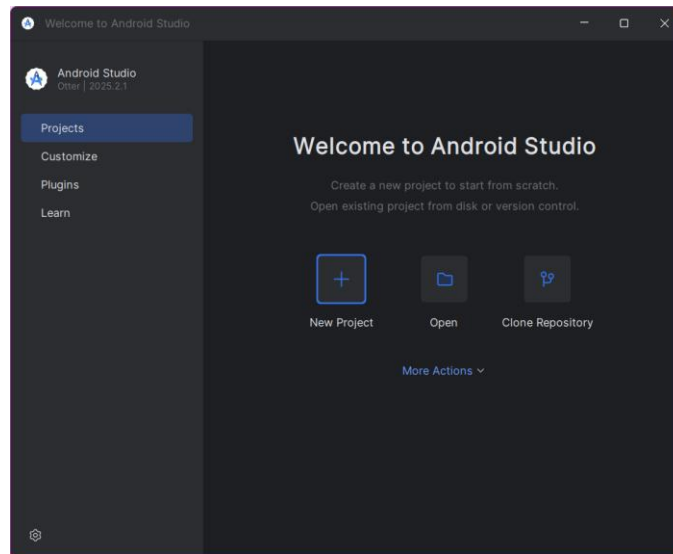 Welcome to Android Studio
Android Studio
Otter | 2025.2.1
Projects
Customize
Plugins
Learn
Welcome to Android Studio
Create a new project to start from scratch.
Open existing project from disk or version control.
New Project
Open
Clone Repository
More Actions